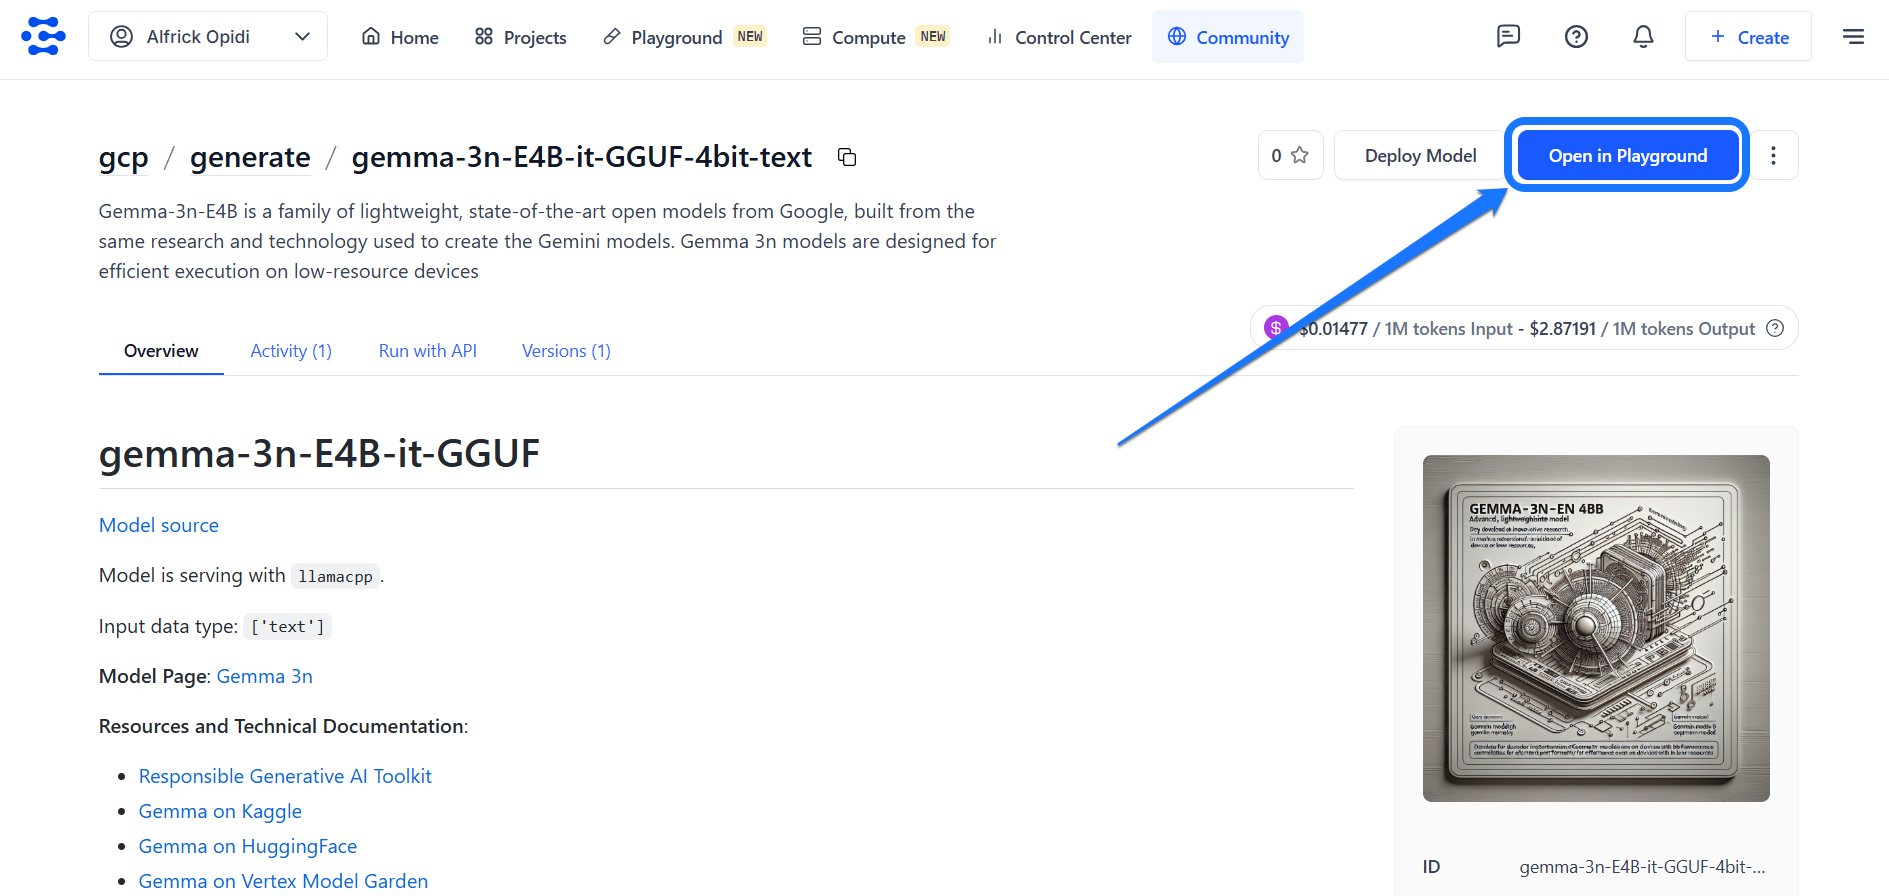 Alfrick Opidi
Home
Projects
Playground NEW
Compute NEW
Control Center
Community
+ Create
gcp / generate / gemma-3n-E4B-it-GGUF-4bit-text
0
Deploy Model
Open in Playground
Gemma-3n-E4B is a family of lightweight, state-of-the-art open models from Google, built from the
same research and technology used to create the Gemini models. Gemma 3n models are designed for
efficient execution on low-resource devices
$ $0.01477 / 1M tokens Input - $2.87191 / 1M tokens Output
Overview
Activity (1)
Run with API
Versions (1)
gemma-3n-E4B-it-GGUF
Model source
Model is serving with llamacpp.
Input data type: ['text']
Model Page: Gemma 3n
Resources and Technical Documentation:
• Responsible Generative AI Toolkit
• Gemma on Kaggle
• Gemma on HuggingFace
• Gemma on Vertex Model Garden
GEMMA-3N-EN 4BB
ID
gemma-3n-E4B-it-GGUF-4bit-...